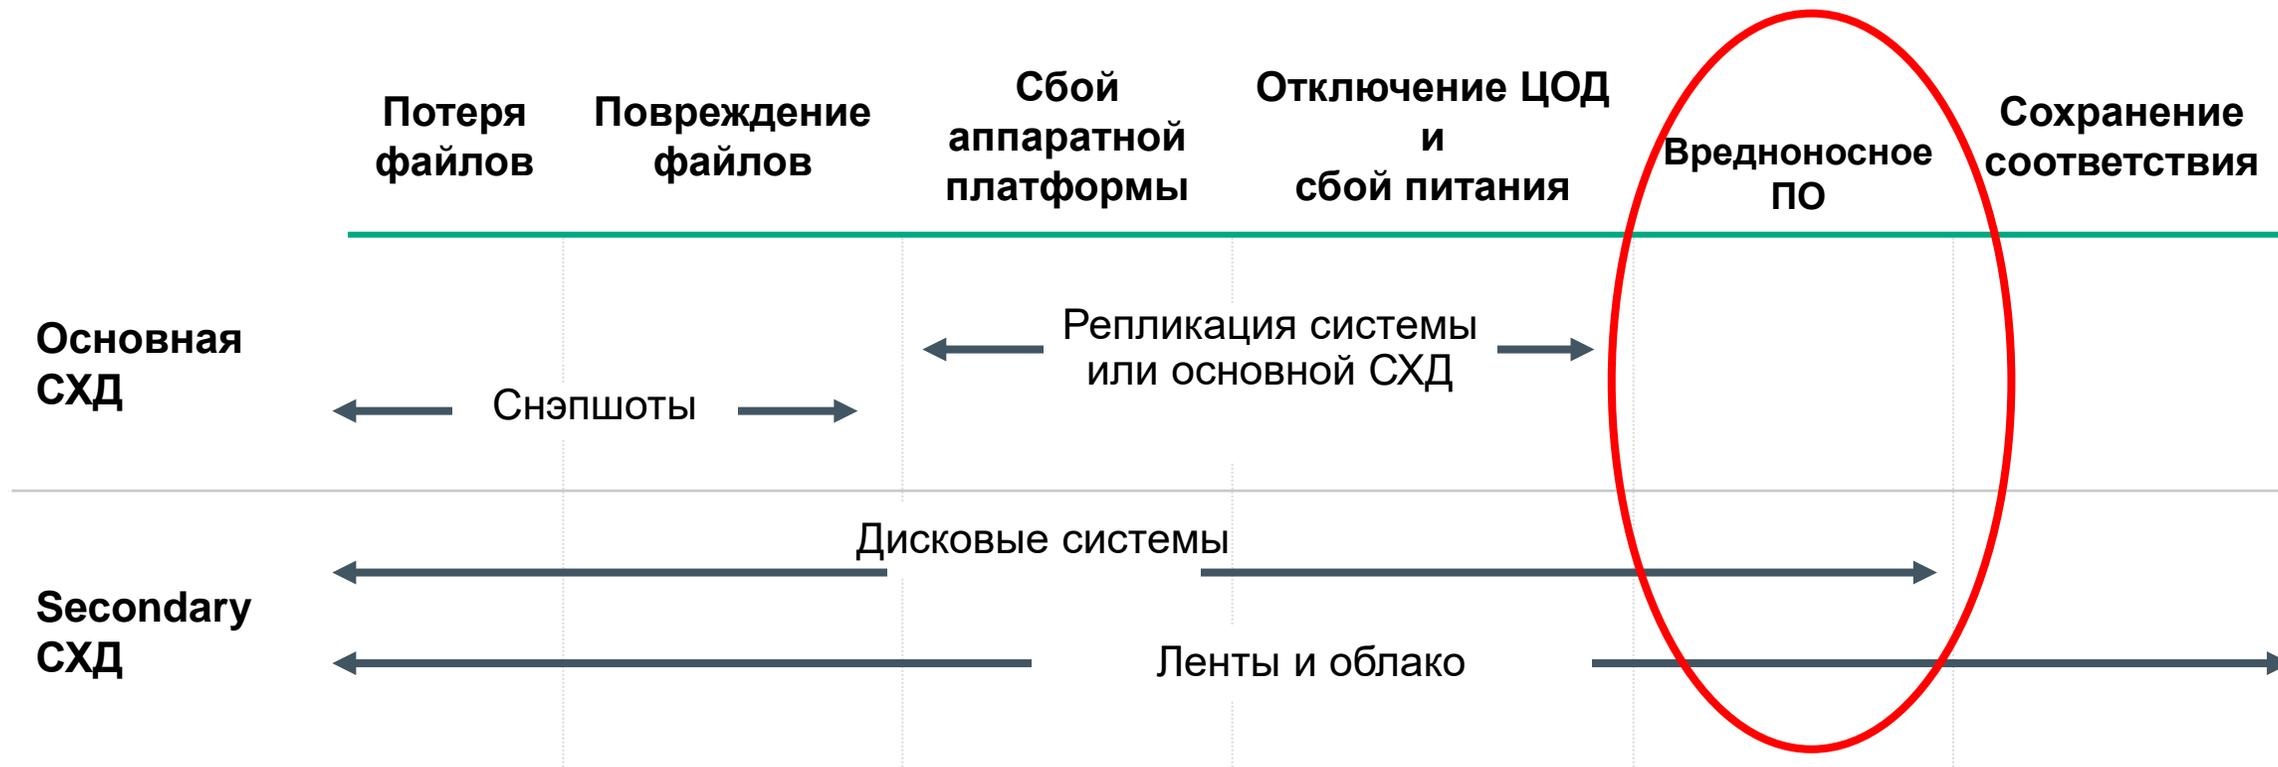 Потеря
файлов
Повреждение
файлов
Сбой
аппаратной
платформы
Отключение ЦОД
и
сбой питания
Вредноносное
ПО
Сохранение
соответствия
Основная
СХД
Репликация системы
или основной СХД
Снэпшоты
Secondary
СХД
Дисковые системы
Ленты и облако